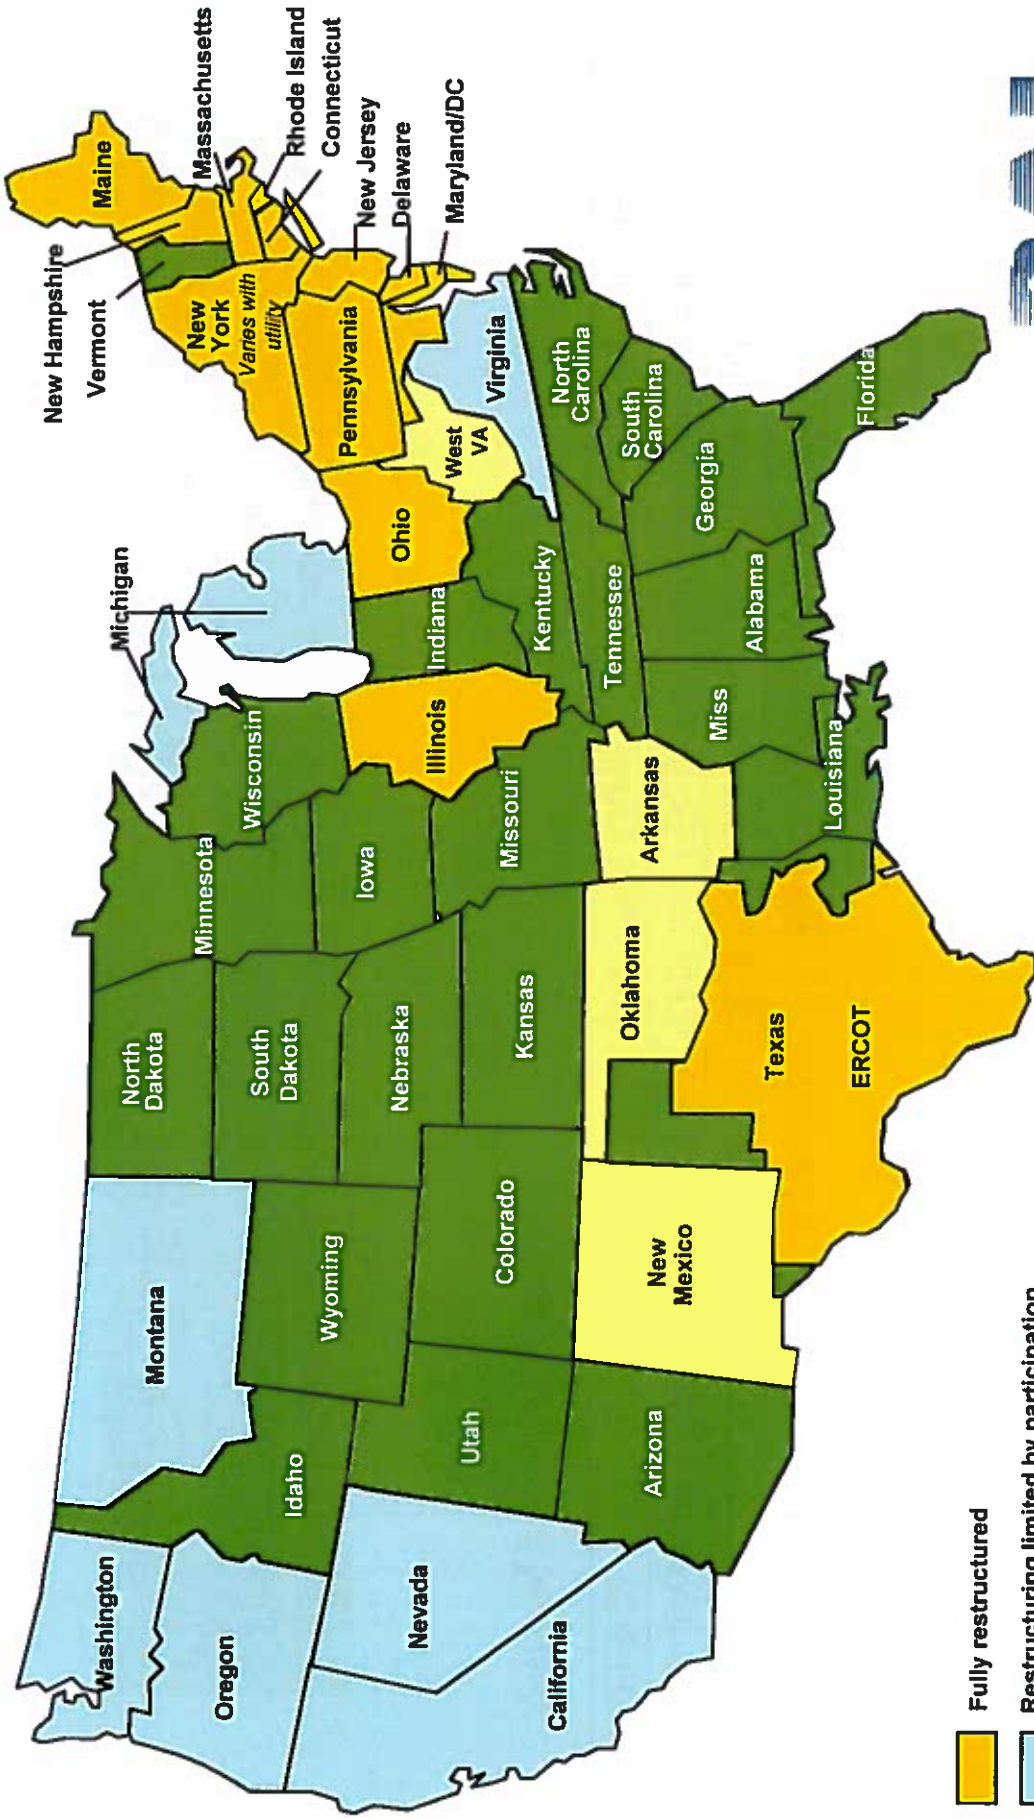 Washington
Oregon
California
Nevada
Idaho
Montana
Wyoming
Utah
Arizona
Colorado
New
Mexico
North
Dakota
South
Dakota
Nebraska
Kansas
Oklahoma
Texas
ERCOT
Minnesota
Iowa
Missouri
Arkansas
Louisiana
Wisconsin
Illinois
Michigan
Indiana
Ohio
Kentucky
Tennessee
Miss
Alabama
Georgia
Florida
South
Carolina
North
Carolina
Virginia
West
VA
Pennsylvania
New
York
Varies with
utility
Vermont
New Hampshire
Maine
Massachusetts
Rhode Island
Connecticut
New Jersey
Delaware
Maryland/DC
Fully restructured
Restructuring limited by participation